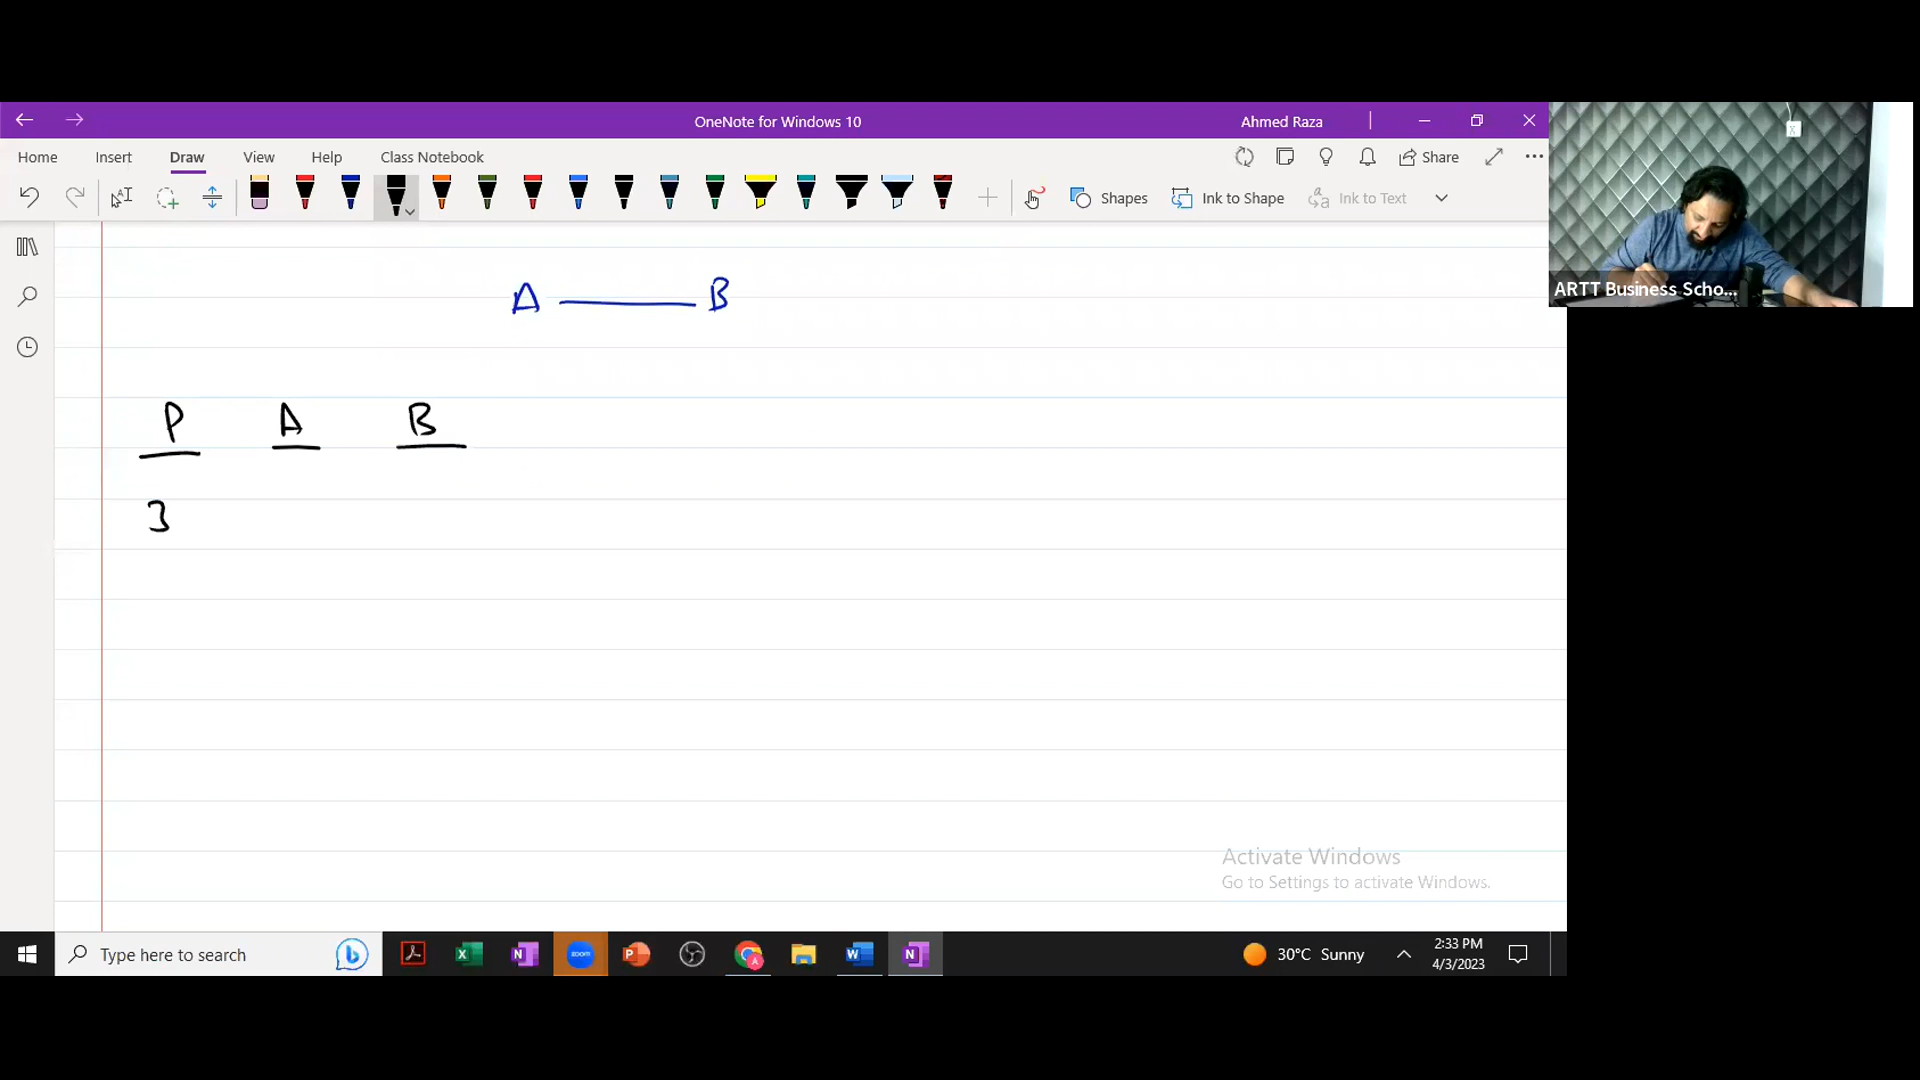 OneNote for Windows 10
Ahmed Raza
Home Insert Draw View Help Class Notebook
Share
Shapes Ink to Shape Ink to Text
ARTT Business Scho...
A — B
P A B
3
Activate Windows
Go to Settings to activate Windows.
Type here to search
zoom
30°C Sunny
2:33 PM
4/3/2023